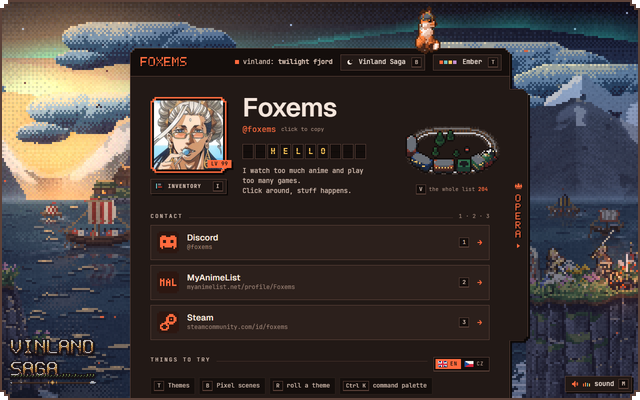 FOXEMS
vinland: twilight fjord
Vinland Saga B
Ember T
Foxems
@foxems click to copy
HELLO
LV 99
I watch too much anime and play
too many games.
Click around, stuff happens.
INVENTORY I
V the whole list 204
OPERA
CONTACT
1 · 2 · 3
Discord
@foxems
1
MAL
MyAnimeList
myanimelist.net/profile/Foxems
2
Steam
steamcommunity.com/id/foxems
3
THINGS TO TRY
EN CZ
T Themes
B Pixel scenes
R roll a theme
Ctrl K command palette
VINLAND
SAGA
sound M